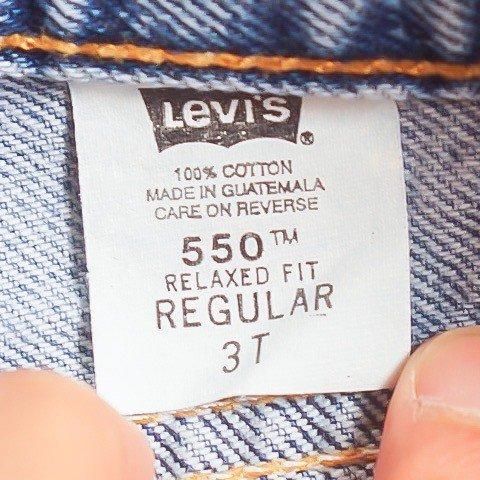 Levi's ®
100% COTTON
MADE IN GUATEMALA
CARE ON REVERSE
550™
RELAXED FIT
REGULAR
3T